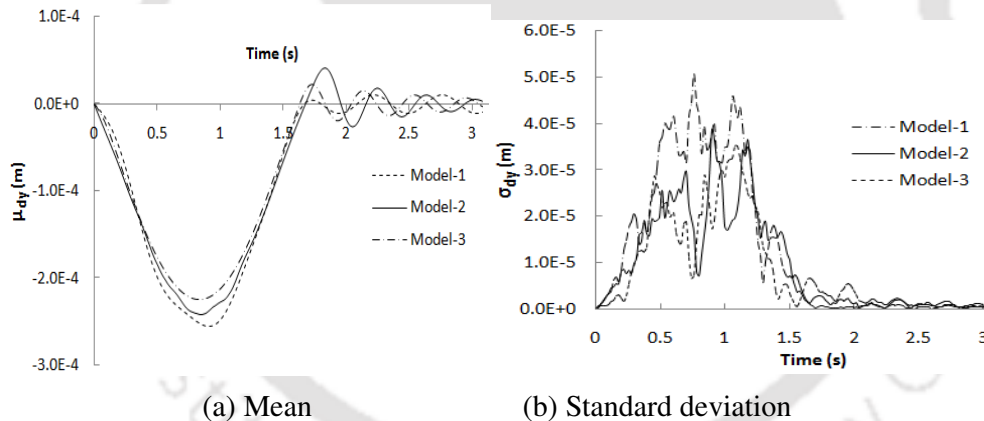 1.0E-4
Time (s)
0.0E+0
0 0.5 1 1.5 2 2.5 3
-1.0E-4
-2.0E-4
-3.0E-4
μdy (m)
Model-1
Model-2
Model-3
6.0E-5
5.0E-5
4.0E-5
3.0E-5
2.0E-5
1.0E-5
0.0E+0
σdy (m)
Model-1
Model-2
Model-3
0 0.5 1 1.5 2 2.5 3
Time (s)
(a) Mean
(b) Standard deviation